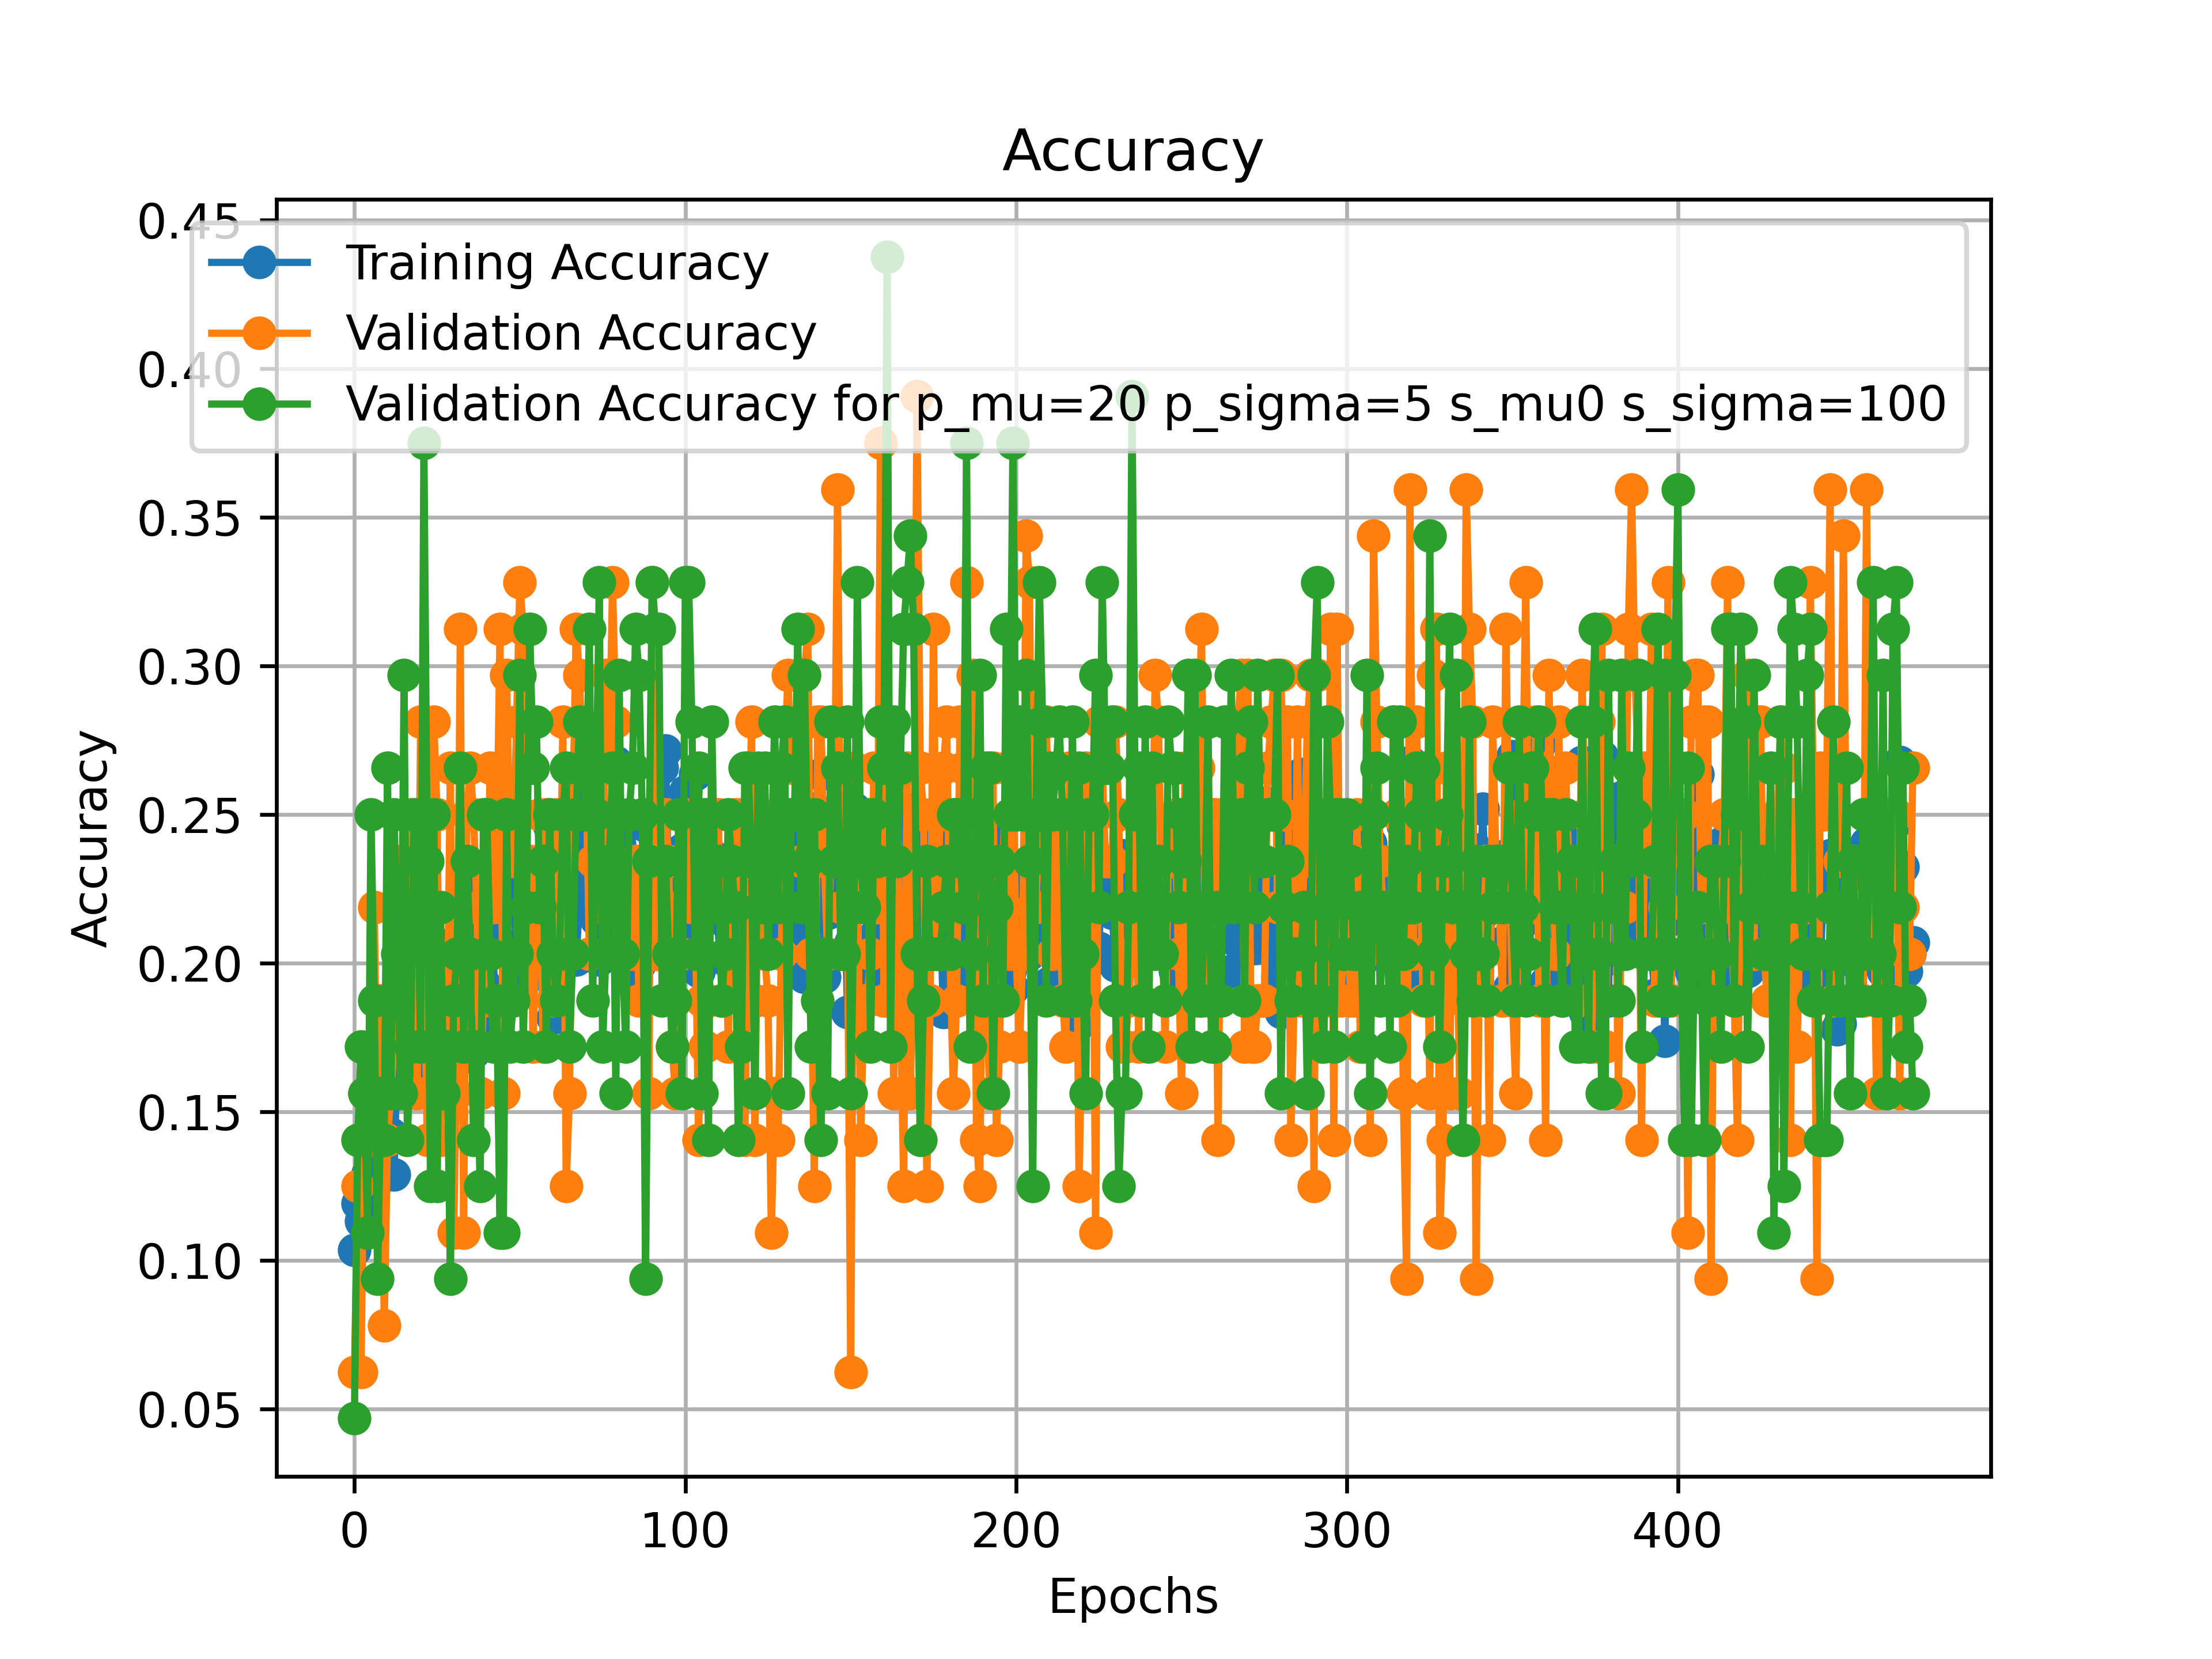 Accuracy
0.45
Training Accuracy
Validation Accuracy
0.40
Validation Accuracy for p_mu=20 p_sigma=5 s_mu0 s_sigma=100
0.35
0.30
0.25
0.20
0.15
0.10
0.05
Accuracy
0 100 200 300 400
Epochs